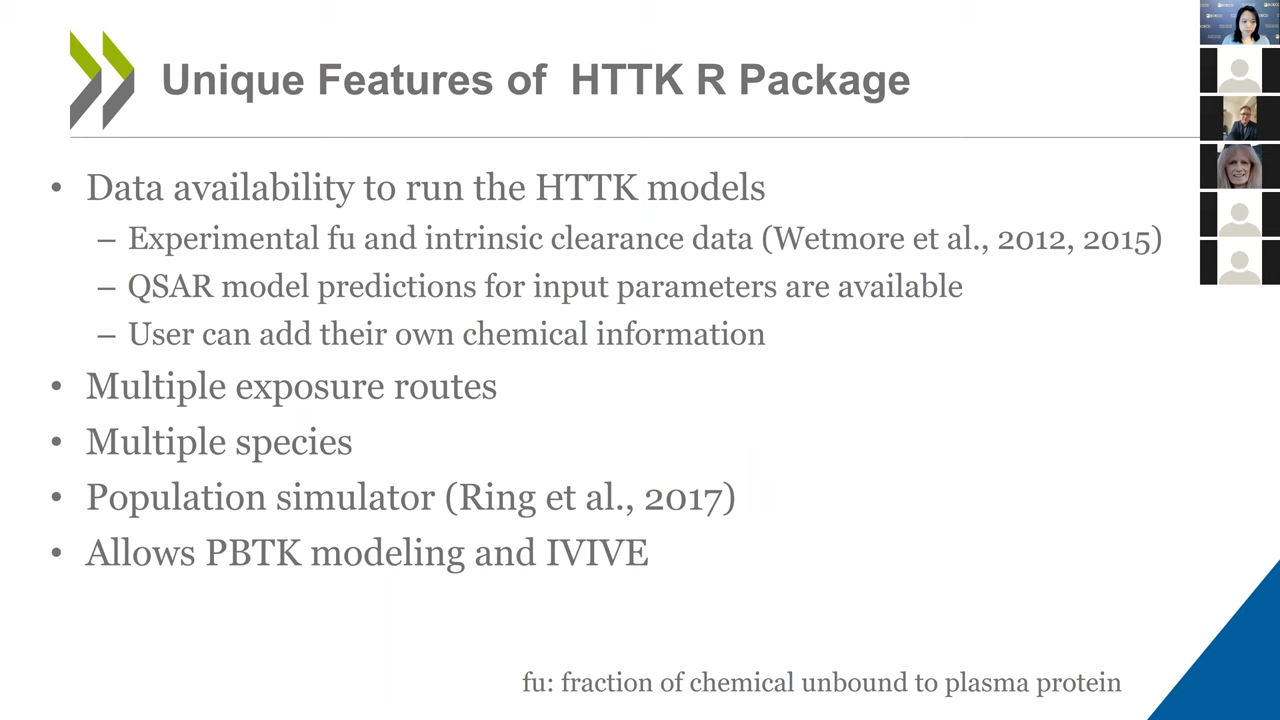 Unique Features of HTTK R Package
• Data availability to run the HTTK models
– Experimental fu and intrinsic clearance data (Wetmore et al., 2012, 2015)
– QSAR model predictions for input parameters are available
– User can add their own chemical information
• Multiple exposure routes
• Multiple species
• Population simulator (Ring et al., 2017)
• Allows PBTK modeling and IVIVE
fu: fraction of chemical unbound to plasma protein